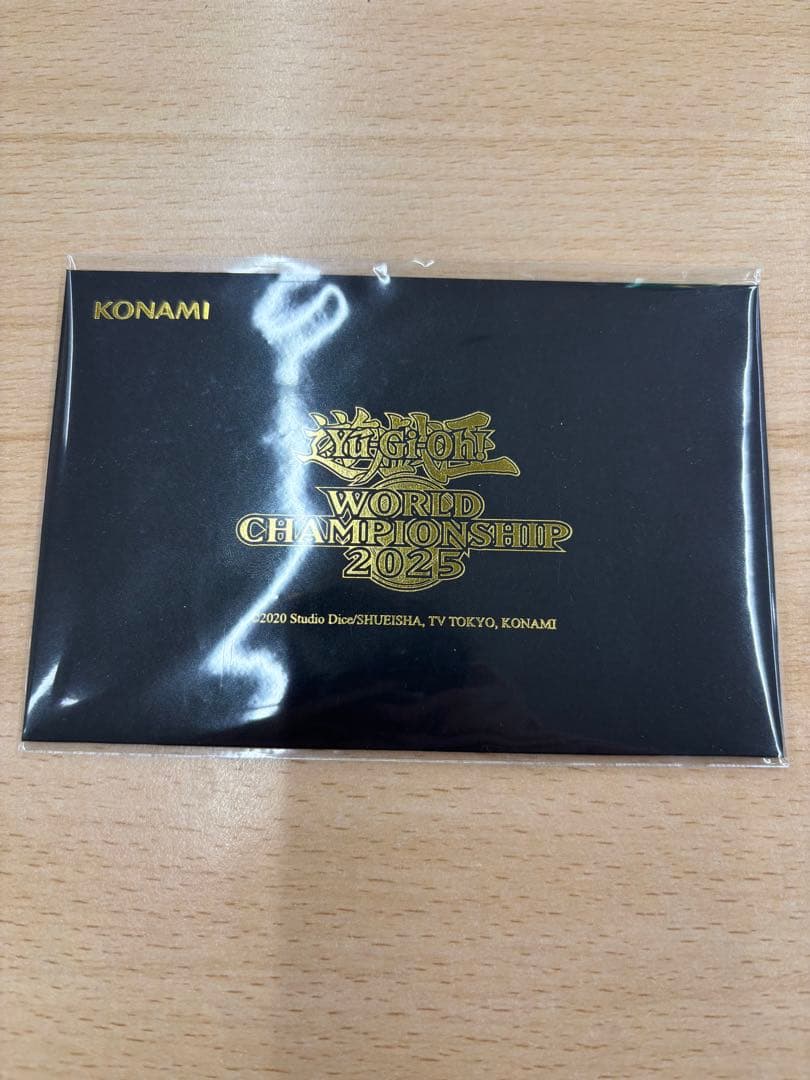 KONAMI
遊戯王
Yu-Gi-Oh!
WORLD
CHAMPIONSHIP
2025
©2020 Studio Dice/SHUEISHA, TV TOKYO, KONAMI